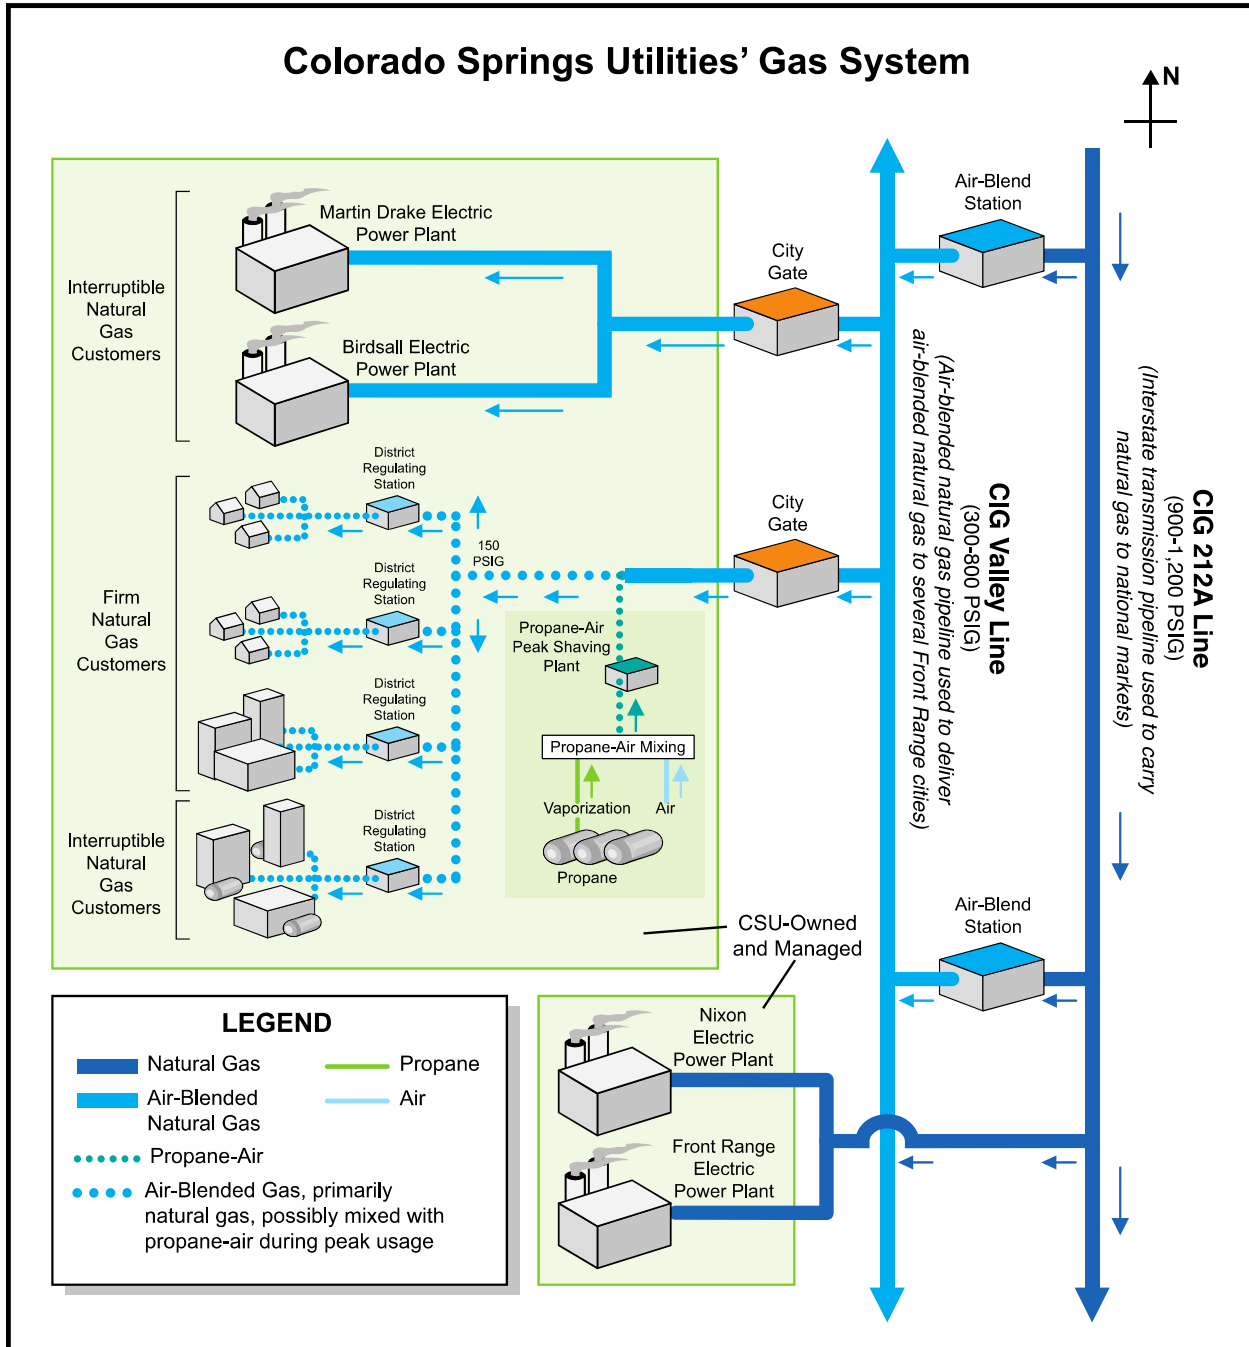 Colorado Springs Utilities’ Gas System
N
Air-Blend
Station
City
Gate
Martin Drake Electric
Power Plant
Interruptible
Natural
Gas
Customers
Birdsall Electric
Power Plant
District
Regulating
Station
150
PSIG
City
Gate
District
Regulating
Station
Firm
Natural
Gas
Customers
Propane-Air
Peak Shaving
Plant
District
Regulating
Station
Propane-Air Mixing
Vaporization
Air
Propane
District
Regulating
Station
Interruptible
Natural
Gas
Customers
CIG Valley Line
(300-800 PSIG)
(Air-blended natural gas pipeline used to deliver
air-blended natural gas to several Front Range cities)
CIG 212A Line
(900-1,200 PSIG)
(Interstate transmission pipeline used to carry
natural gas to national markets)
Air-Blend
Station
CSU-Owned
and Managed
Nixon
Electric
Power Plant
Front Range
Electric
Power Plant
LEGEND
Natural Gas
Propane
Air-Blended
Natural Gas
Air
Propane-Air
Air-Blended Gas, primarily
natural gas, possibly mixed with
propane-air during peak usage